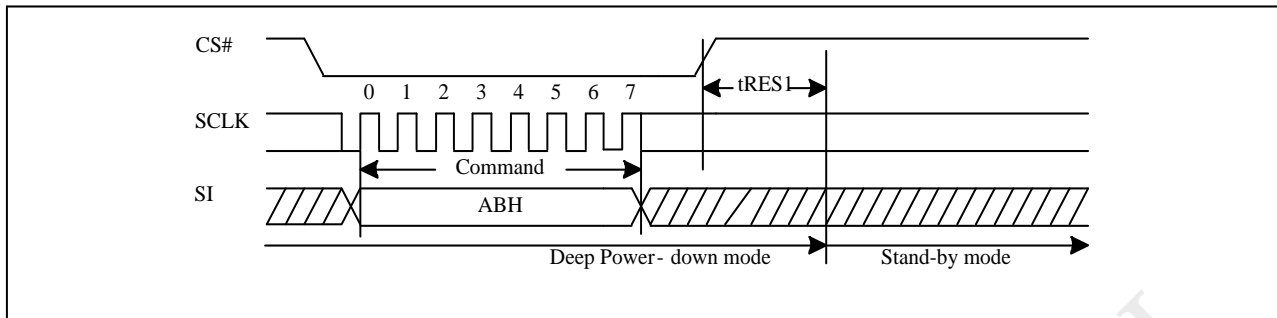 CS#
tRES1
0 1 2 3 4 5 6 7
SCLK
Command
SI
ABH
Deep Power- down mode
Stand-by mode